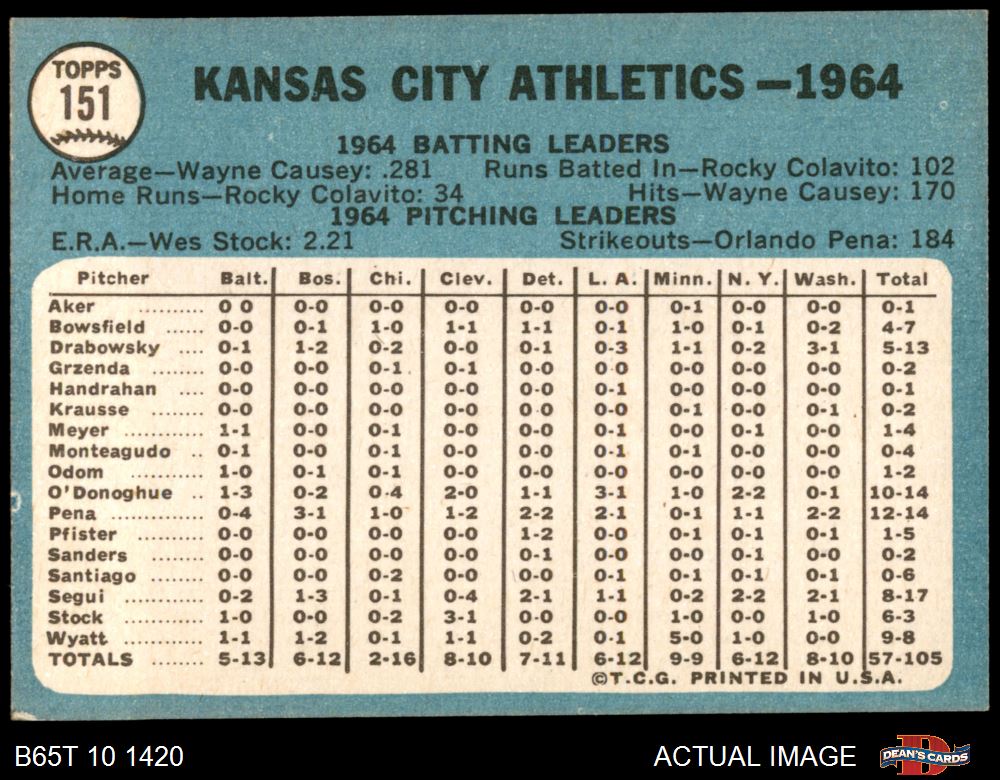 TOPPS
151
KANSAS CITY ATHLETICS—1964
1964 BATTING LEADERS
Average—Wayne Causey: .281 Runs Batted In—Rocky Colavito: 102
Home Runs—Rocky Colavito: 34 Hits—Wayne Causey: 170
1964 PITCHING LEADERS
E.R.A.—Wes Stock: 2.21 Strikeouts—Orlando Pena: 184
Pitcher Balt. Bos. Chi. Clev. Det. L. A. Minn. N. Y. Wash. Total
Aker ....... 0 0 0-0 0-0 0-0 0-0 0-0 0-1 0-0 0-0 0-1
Bowsfield ...... 0-0 0-1 1-0 1-1 1-1 0-1 1-0 0-1 0-2 4-7
Drabowsky .... 0-1 1-2 0-2 0-0 0-1 0-3 1-1 0-2 3-1 5-13
Grzenda ........ 0-0 0-0 0-1 0-1 0-0 0-0 0-0 0-0 0-0 0-2
Handrahan .... 0-0 0-0 0-0 0-0 0-0 0-1 0-0 0-0 0-0 0-1
Krausse ........ 0-0 0-0 0-0 0-0 0-0 0-0 0-1 0-0 0-1 0-2
Meyer ............ 1-1 0-0 0-1 0-0 0-0 0-1 0-0 0-1 0-0 1-4
Monteagudo .. 0-0 0-0 0-1 0-0 0-0 0-1 0-1 0-1 0-0 0-4
Odom ............ 1-0 0-1 0-1 0-0 0-0 0-0 0-0 0-0 0-0 1-2
O'Donoghue .. 1-3 0-2 0-4 2-0 1-1 3-1 1-0 2-2 0-1 10-14
Pena ............. 0-4 3-1 1-0 1-2 2-2 2-1 0-1 1-1 2-2 12-14
Pfister .......... 0-0 0-0 0-0 0-0 1-2 0-0 0-2 0-1 0-0 1-5
Sanders ........ 0-0 0-0 0-0 0-0 0-1 0-0 0-0 0-1 0-0 0-2
Santiago ....... 0-0 0-0 0-2 0-0 0-0 0-1 0-1 0-1 0-1 0-6
Segui ............ 0-2 1-3 0-1 0-4 2-1 1-1 0-2 2-2 2-1 8-17
Stock ............ 1-0 0-0 0-2 3-1 0-0 0-0 1-0 0-0 1-0 6-3
Wyatt ............ 1-1 1-2 0-1 1-1 0-2 0-1 5-0 1-0 0-0 9-8
TOTALS ........ 5-13 6-12 2-16 8-10 7-11 6-12 9-9 6-12 8-10 57-105
©T.C.G. PRINTED IN U.S.A.
B65T 10 1420 ACTUAL IMAGE DEAN'S CARDS